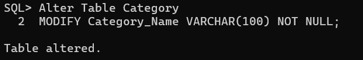 SQL> Alter Table Category
  2  MODIFY Category_Name VARCHAR(100) NOT NULL;
Table altered.